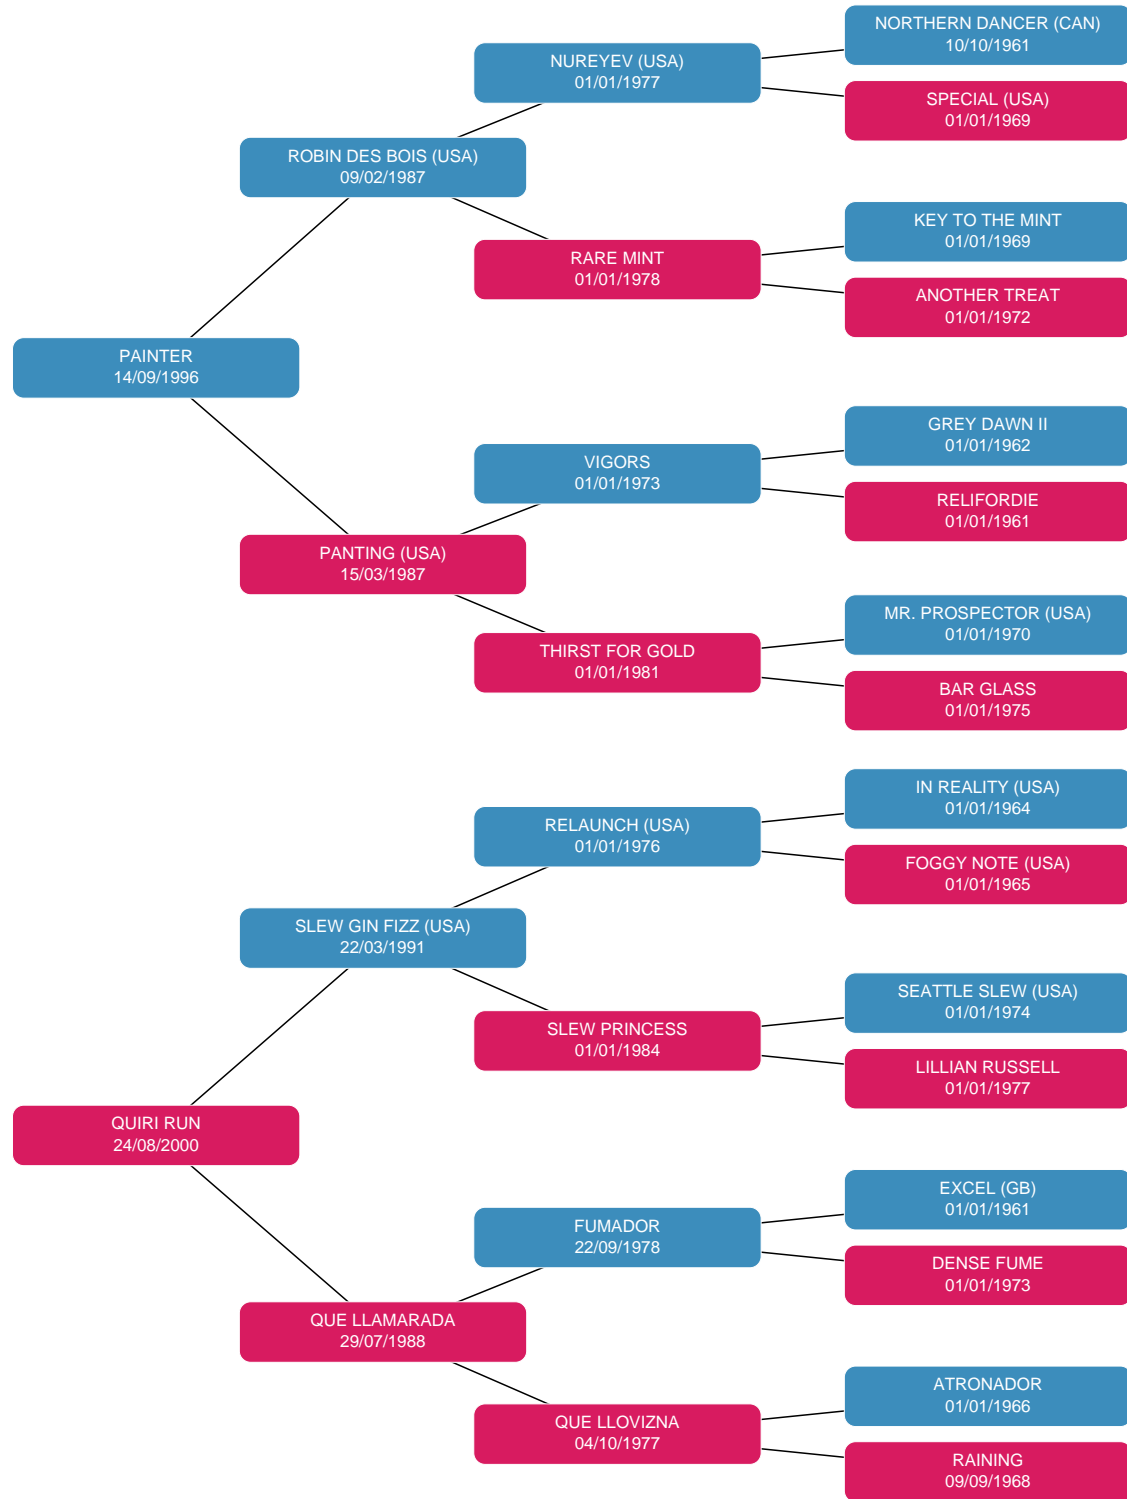 NORTHERN DANCER (CAN)
10/10/1961
NUREYEV (USA)
01/01/1977
SPECIAL (USA)
01/01/1969
ROBIN DES BOIS (USA)
09/02/1987
KEY TO THE MINT
01/01/1969
RARE MINT
01/01/1978
ANOTHER TREAT
01/01/1972
PAINTER
14/09/1996
GREY DAWN II
01/01/1962
VIGORS
01/01/1973
RELIFORDIE
01/01/1961
PANTING (USA)
15/03/1987
MR. PROSPECTOR (USA)
01/01/1970
THIRST FOR GOLD
01/01/1981
BAR GLASS
01/01/1975
IN REALITY (USA)
01/01/1964
RELAUNCH (USA)
01/01/1976
FOGGY NOTE (USA)
01/01/1965
SLEW GIN FIZZ (USA)
22/03/1991
SEATTLE SLEW (USA)
01/01/1974
SLEW PRINCESS
01/01/1984
LILLIAN RUSSELL
01/01/1977
QUIRI RUN
24/08/2000
EXCEL (GB)
01/01/1961
FUMADOR
22/09/1978
DENSE FUME
01/01/1973
QUE LLAMARADA
29/07/1988
ATRONADOR
01/01/1966
QUE LLOVIZNA
04/10/1977
RAINING
09/09/1968